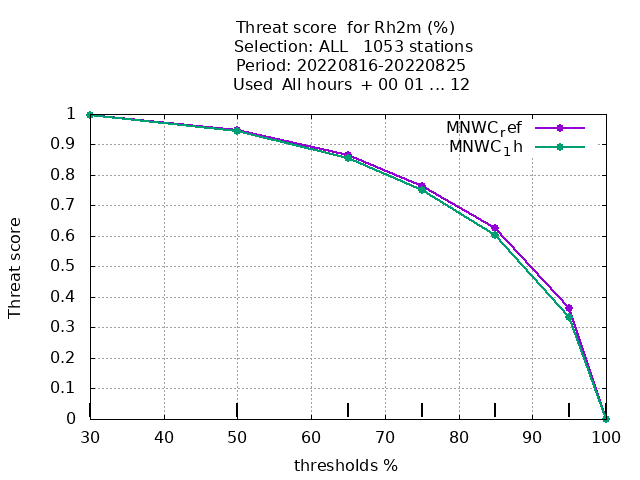 Threat score  for Rh2m (%)
Selection: ALL   1053 stations
Period: 20220816-20220825
Used  All hours  + 00 01 ... 12
MNWC_ref
MNWC_1h
1
0.9
0.8
0.7
0.6
0.5
0.4
0.3
0.2
0.1
0
Threat score
30 40 50 60 70 80 90 100
thresholds %